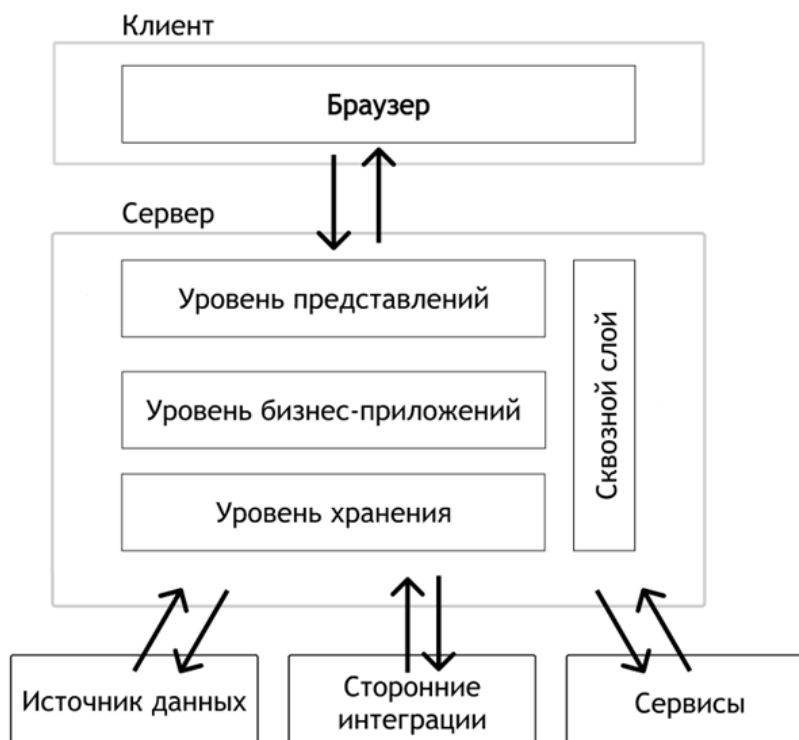 Клиент
Браузер
Сервер
Уровень представлений
Уровень бизнес-приложений
Уровень хранения
Сквозной слой
Источник данных
Сторонние
интеграции
Сервисы